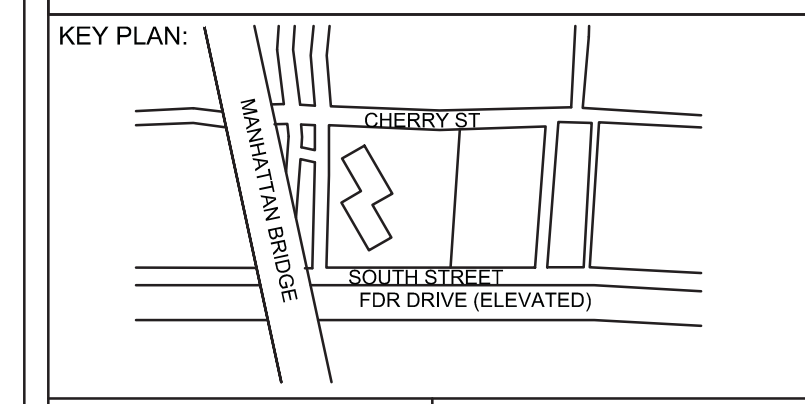 KEY PLAN:
MANHATTAN BRIDGE
CHERRY ST
SOUTH STREET
FDR DRIVE (ELEVATED)